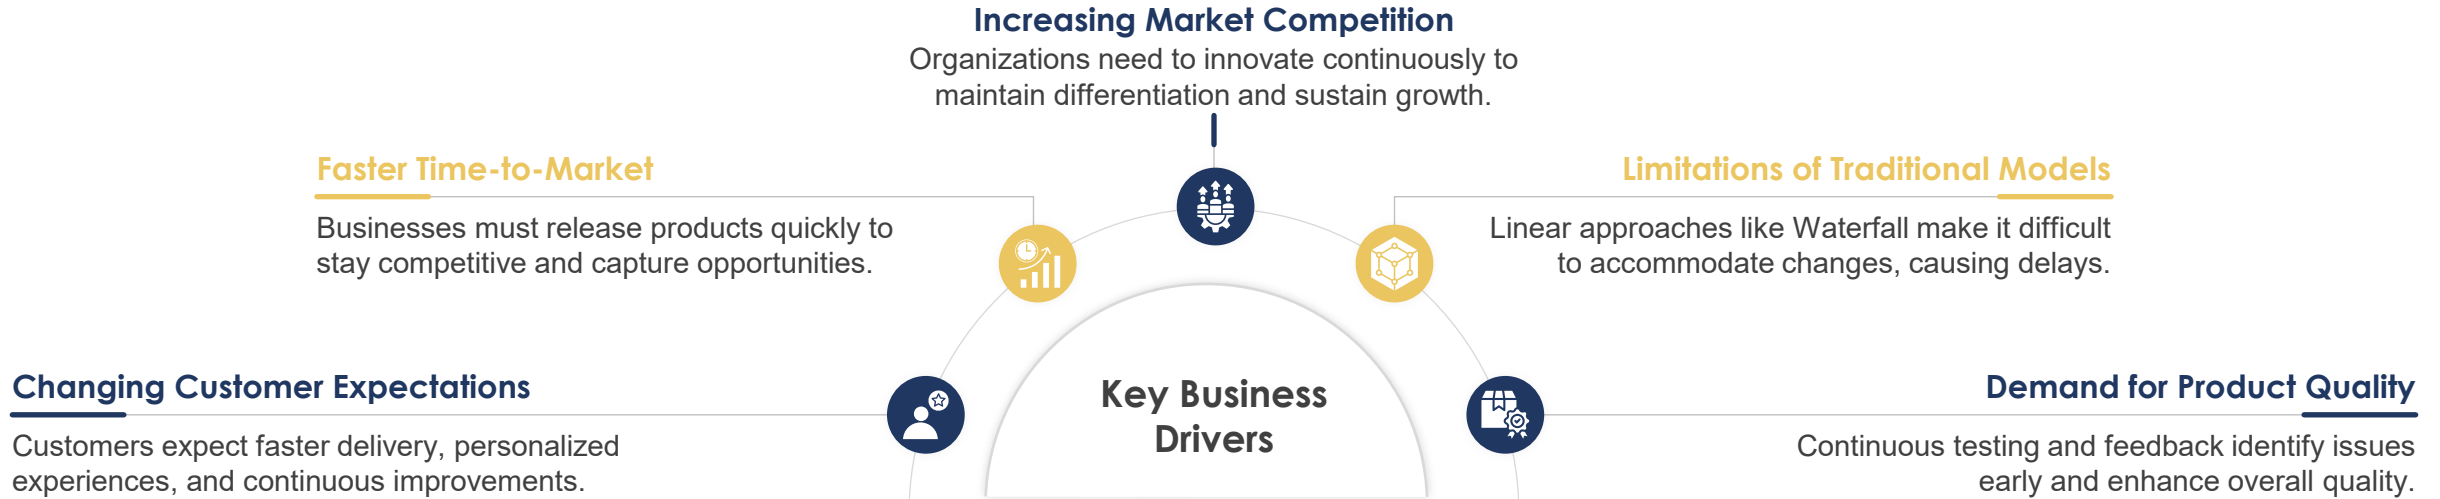 Increasing Market Competition
Organizations need to innovate continuously to
maintain differentiation and sustain growth.
Faster Time-to-Market
Businesses must release products quickly to
stay competitive and capture opportunities.
Limitations of Traditional Models
Linear approaches like Waterfall make it difficult
to accommodate changes, causing delays.
Changing Customer Expectations
Customers expect faster delivery, personalized
experiences, and continuous improvements.
Key Business
Drivers
Demand for Product Quality
Continuous testing and feedback identify issues
early and enhance overall quality.